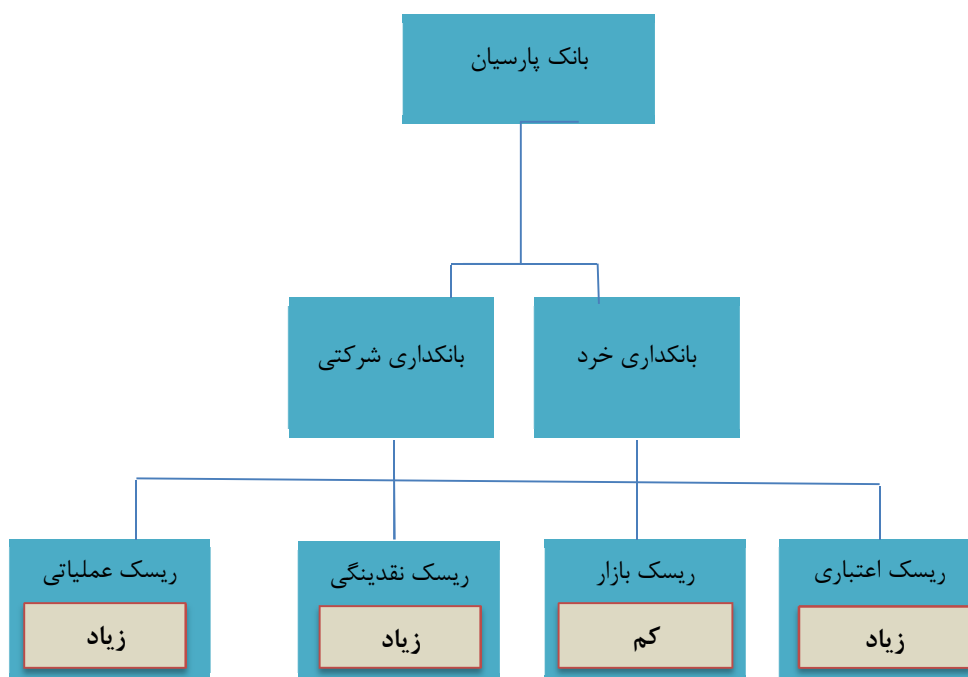 بانک پارسیان
بانکداری خرد
بانکداری شرکتی
ریسک اعتباری
زیاد
ریسک بازار
کم
ریسک نقدینگی
زیاد
ریسک عملیاتی
زیاد